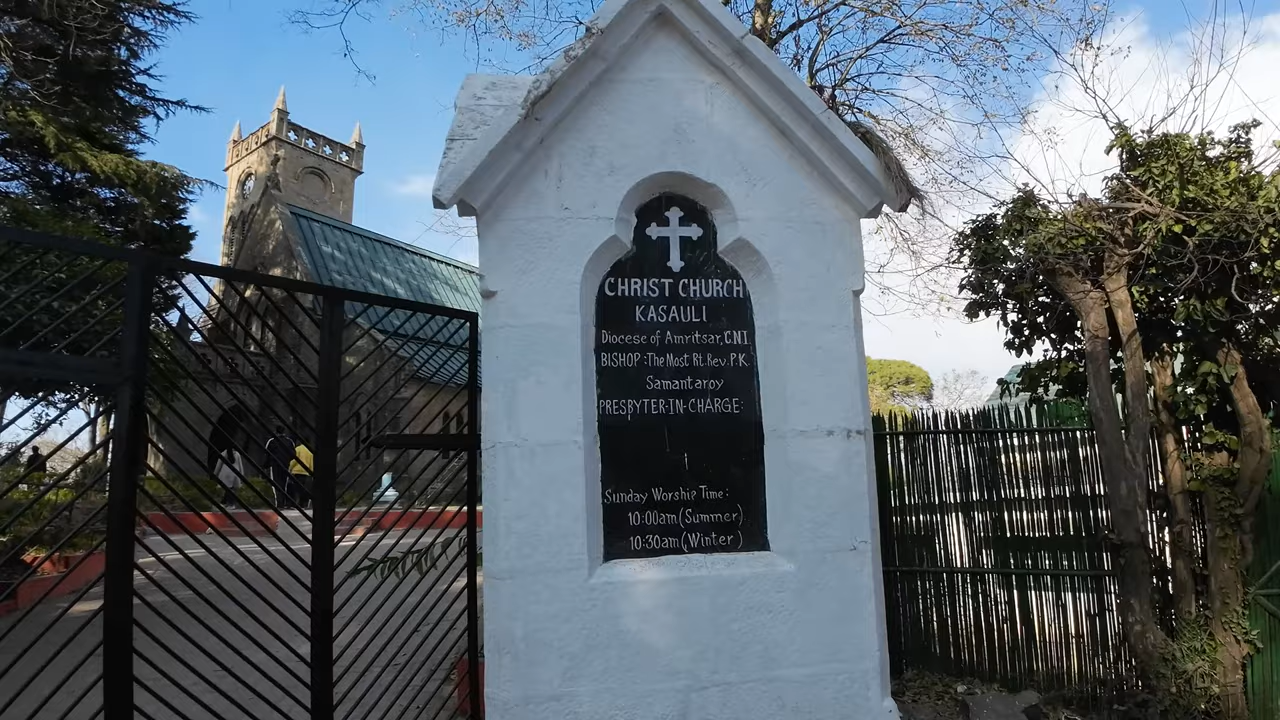 CHRIST CHURCH
KASAULI
Diocese of Amritsar, C.N.I.
BISHOP :The Most Rt. Rev. P.K.
Samantaroy
PRESBYTER-IN-CHARGE:
Sunday Worship Time:
10:00am (Summer)
10:30am (Winter)